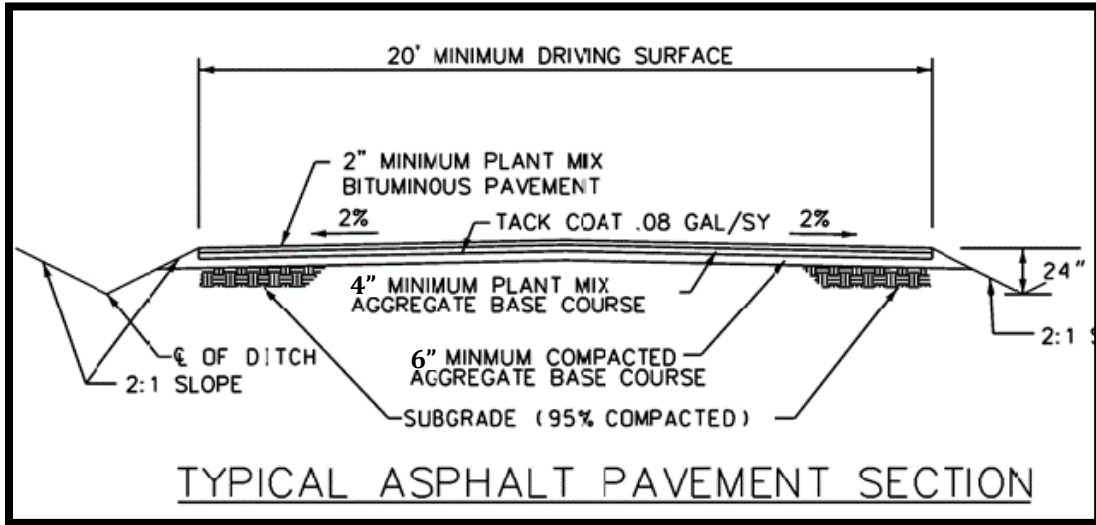 20' MINIMUM DRIVING SURFACE
2" MINIMUM PLANT MIX
BITUMINOUS PAVEMENT
2%
TACK COAT .08 GAL/SY
2%
4" MINIMUM PLANT MIX
AGGREGATE BASE COURSE
24"
℄ OF DITCH
2:1 SLOPE
6" MINMUM COMPACTED
AGGREGATE BASE COURSE
2:1 S
SUBGRADE (95% COMPACTED)
TYPICAL ASPHALT PAVEMENT SECTION